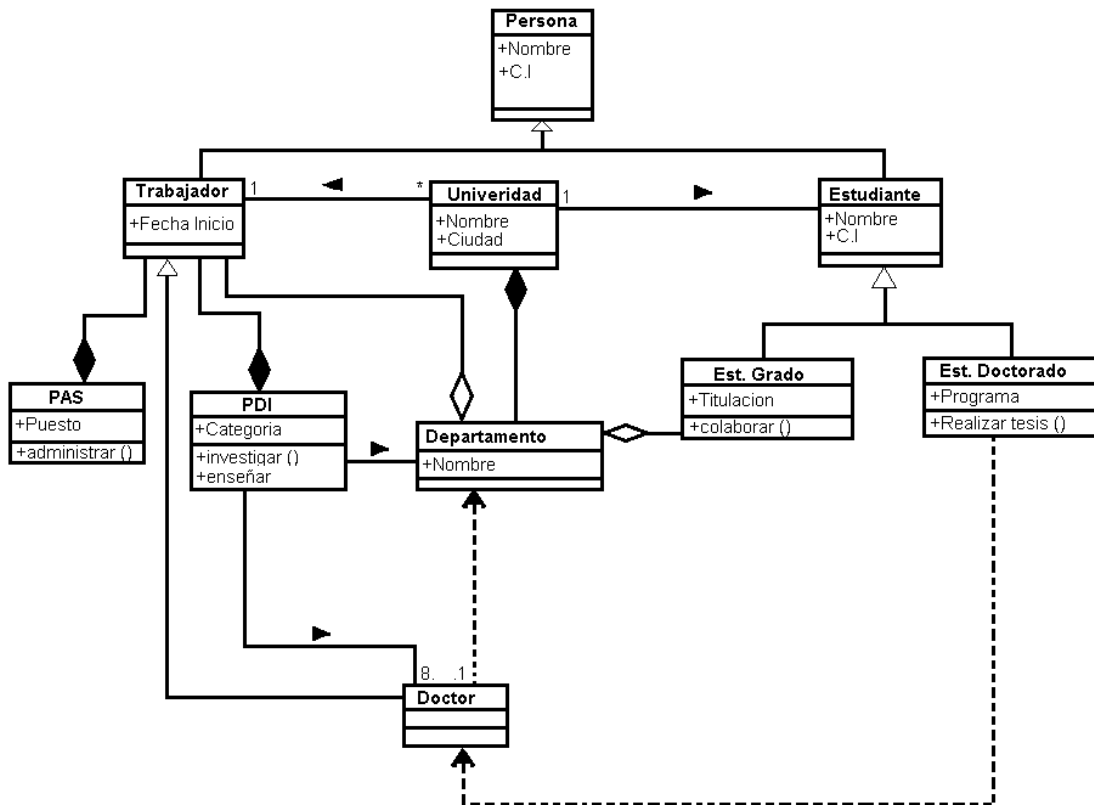 Persona
+Nombre
+C.I
Trabajador
+Fecha Inicio
1
*
Univeridad
+Nombre
+Ciudad
1
Estudiante
+Nombre
+C.I
PAS
+Puesto
+administrar ()
PDI
+Categoria
+investigar ()
+enseñar
Departamento
+Nombre
Est. Grado
+Titulacion
+colaborar ()
Est. Doctorado
+Programa
+Realizar tesis ()
8. .1
Doctor